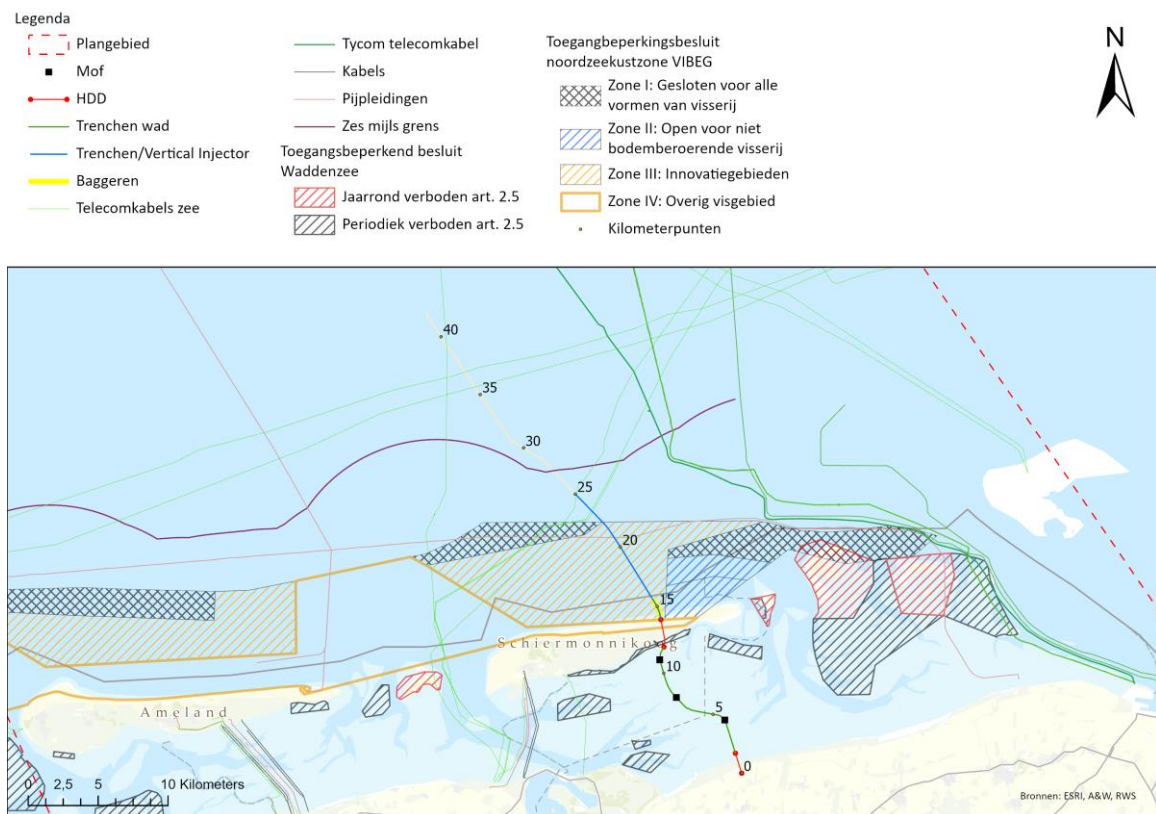 Legenda
Plangebied
Mof
HDD
Trenchen wad
Trenchen/Vertical Injector
Baggeren
Telecomkabels zee
Tycom telecomkabel
Kabels
Pijpleidingen
Zes mijls grens
Toegangsbeperkend besluit
Waddenzee
Jaarrond verboden art. 2.5
Periodiek verboden art. 2.5
Toegangbeperkingsbesluit
noordzeekustzone VIBEG
Zone I: Gesloten voor alle
vormen van visserij
Zone II: Open voor niet
bodemberoerende visserij
Zone III: Innovatiegebieden
Zone IV: Overig visgebied
Kilometerpunten
N
40
35
30
25
20
15
Schiermonnikoog
10
Ameland
5
0
0 2,5 5 10 Kilometers
Bronnen: ESRI, A&W, RWS